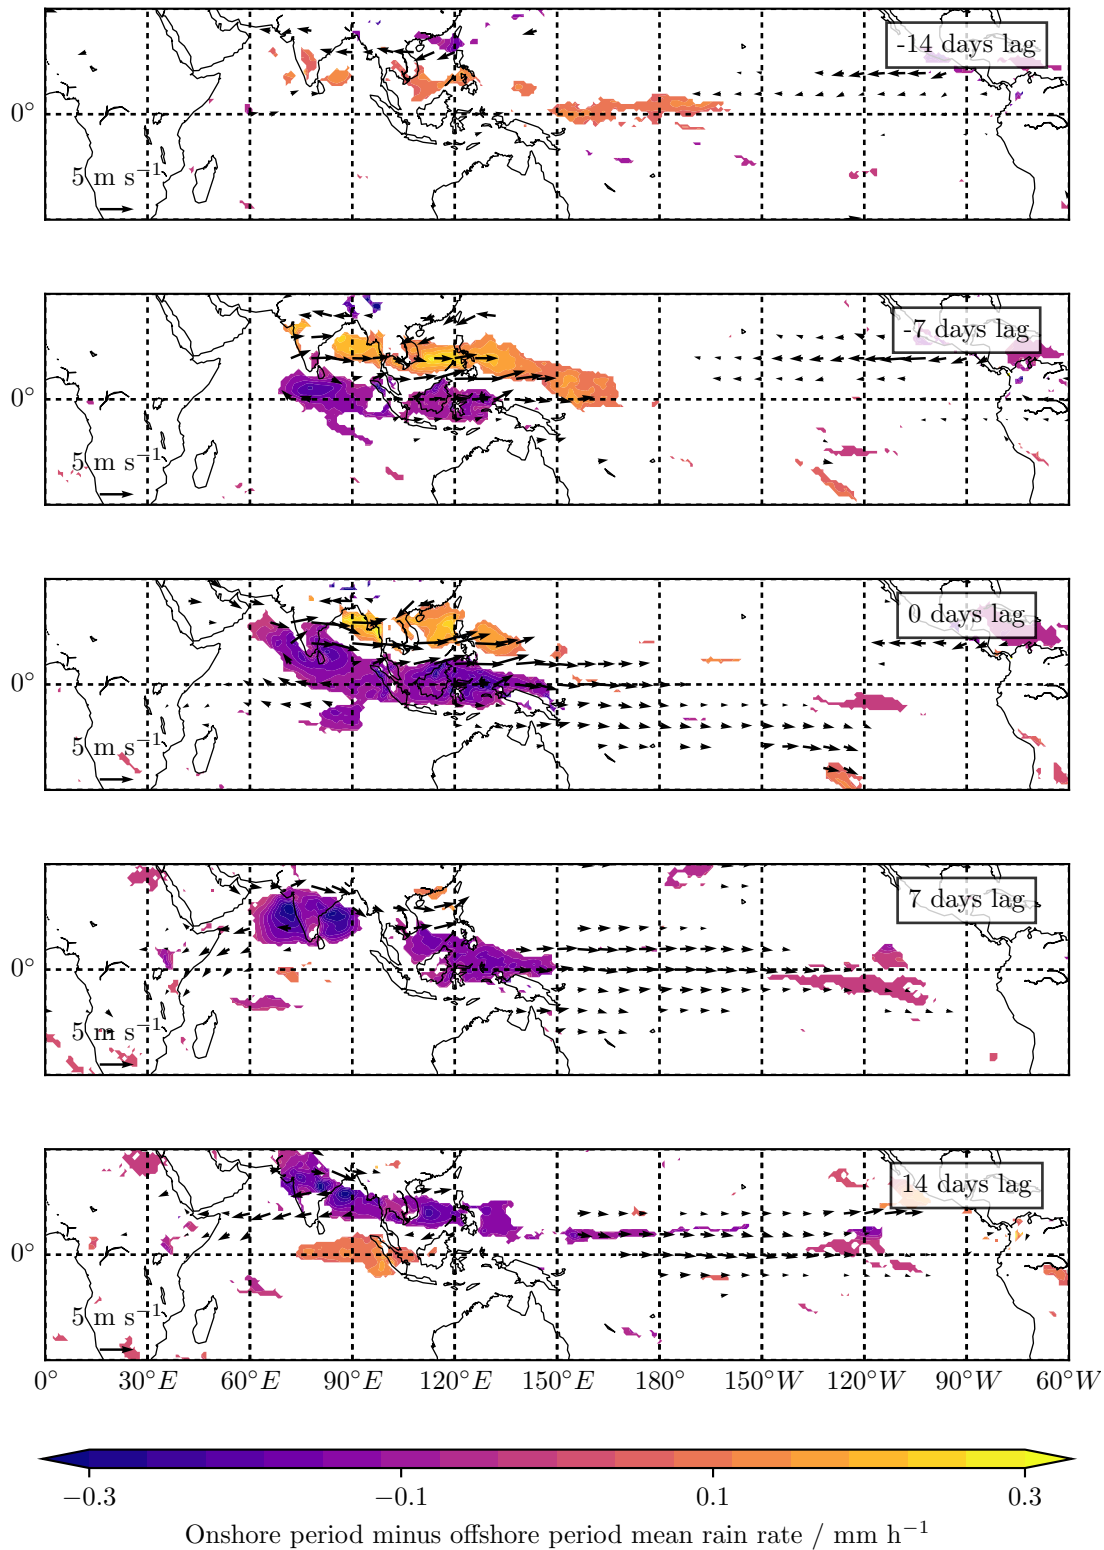 -14 days lag
0°
5 m s⁻¹
-7 days lag
0°
5 m s⁻¹
0 days lag
0°
5 m s⁻¹
7 days lag
0°
5 m s⁻¹
14 days lag
0°
5 m s⁻¹
0° 30°E 60°E 90°E 120°E 150°E 180° 150°W 120°W 90°W 60°W
−0.3 −0.1 0.1 0.3
Onshore period minus offshore period mean rain rate / mm h⁻¹